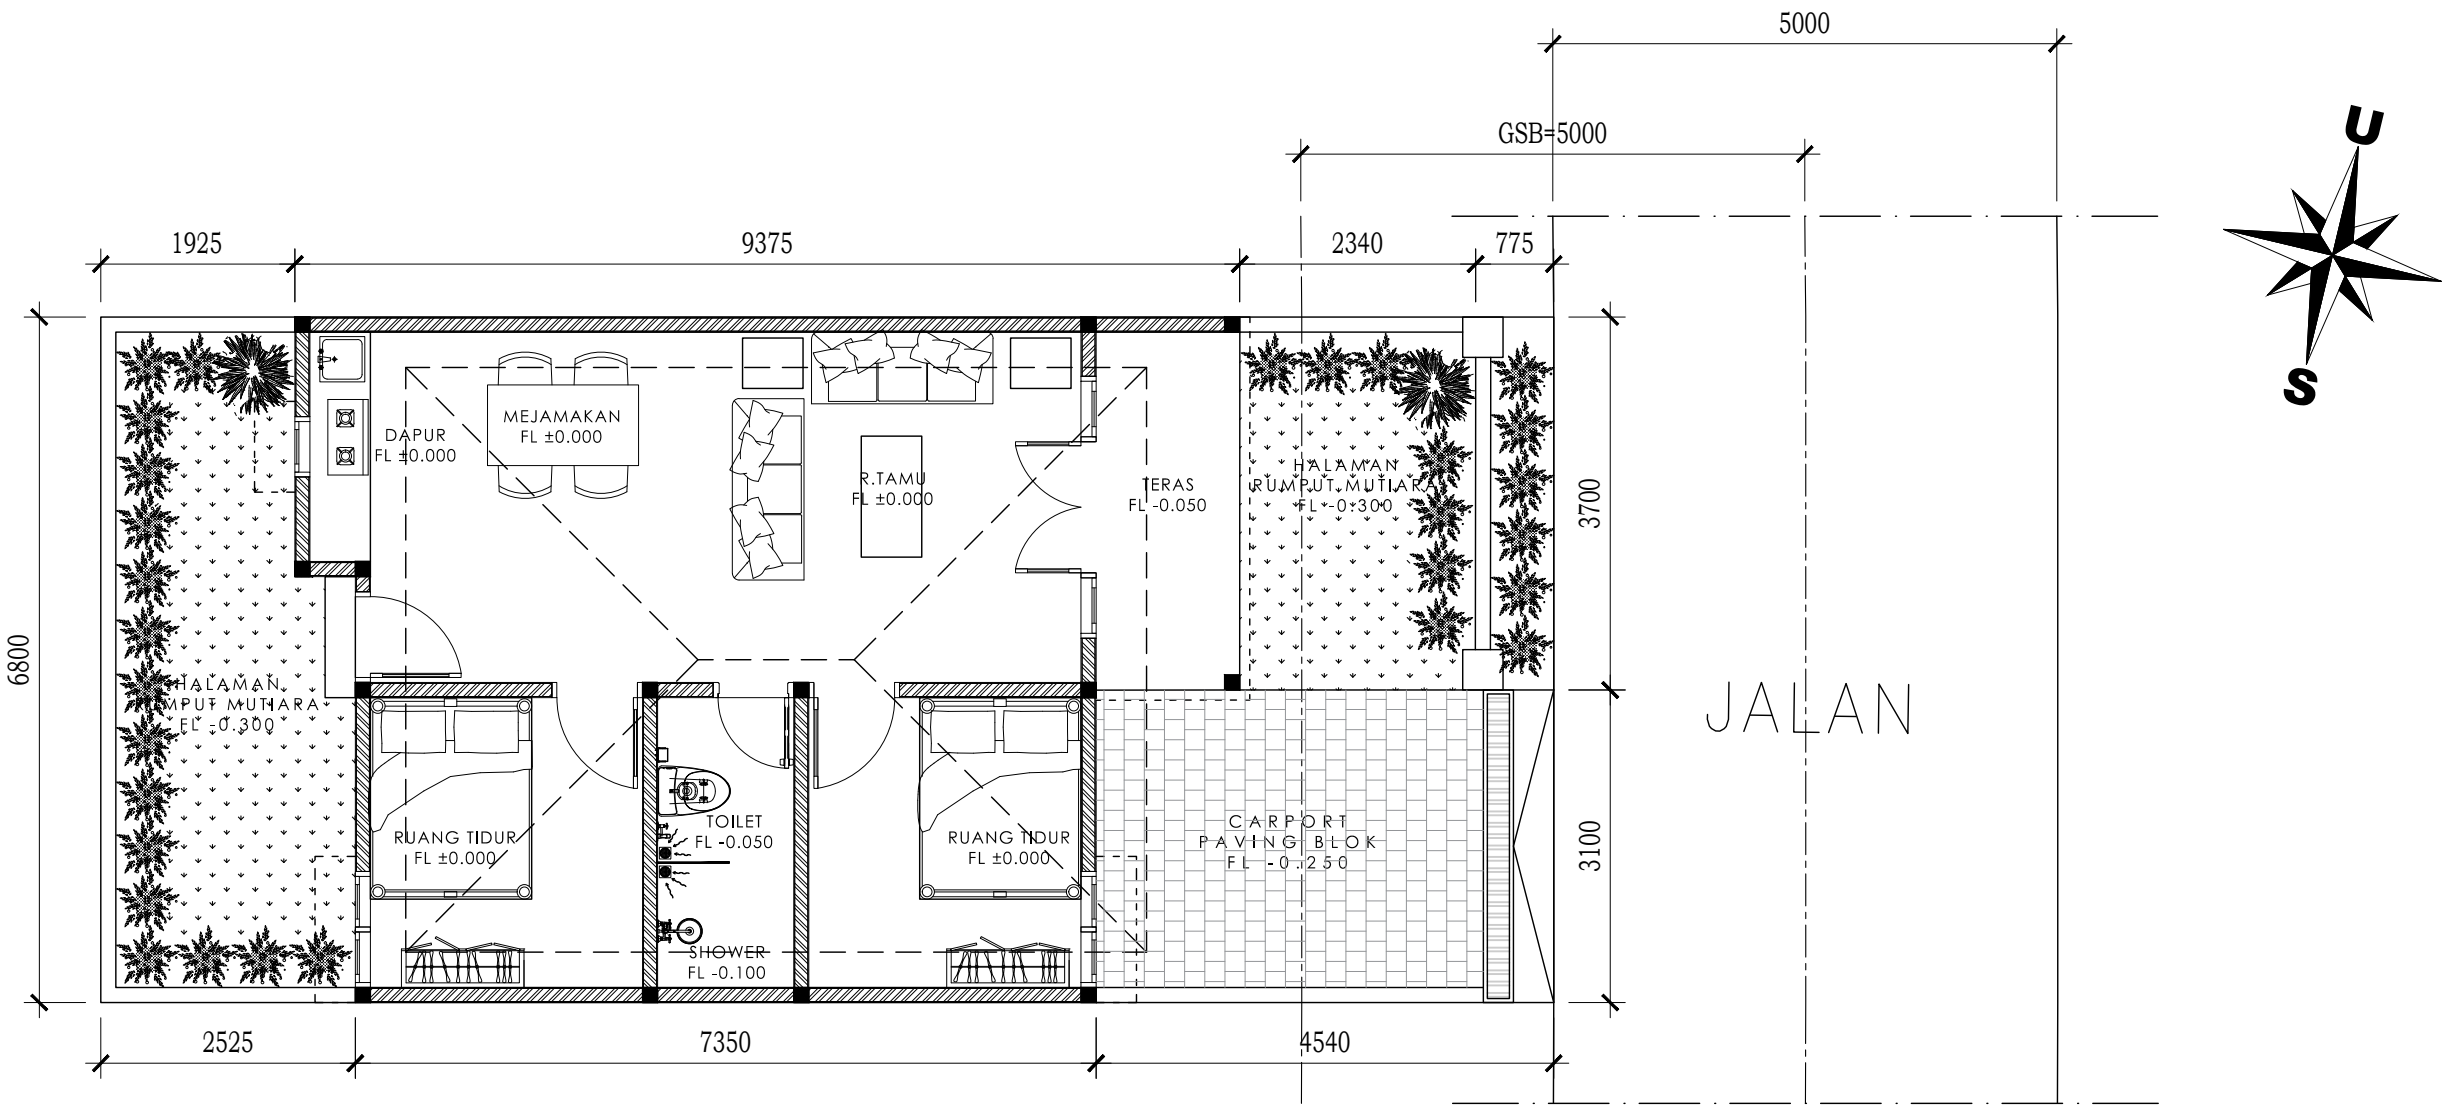 5000
GSB=5000
U
S
1925
9375
2340
775
6800
DAPUR
FL ±0.000
MEJAMAKAN
FL ±0.000
R.TAMU
FL ±0.000
TERAS
FL -0.050
HALAMAN
RUMPUT MUTIARA
FL -0.300
3700
HALAMAN
RUMPUT MUTIARA
FL -0.300
RUANG TIDUR
FL ±0.000
TOILET
FL -0.050
SHOWER
FL -0.100
RUANG TIDUR
FL ±0.000
CARPORT
PAVING BLOK
FL -0.250
3100
JALAN
2525
7350
4540